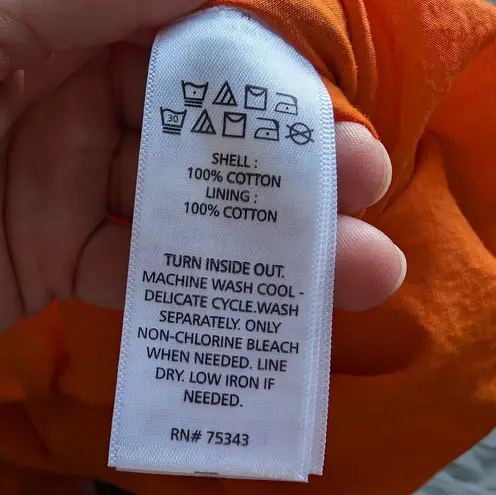 30
SHELL :
100% COTTON
LINING :
100% COTTON
TURN INSIDE OUT.
MACHINE WASH COOL -
DELICATE CYCLE.WASH
SEPARATELY. ONLY
NON-CHLORINE BLEACH
WHEN NEEDED. LINE
DRY. LOW IRON IF
NEEDED.
RN# 75343